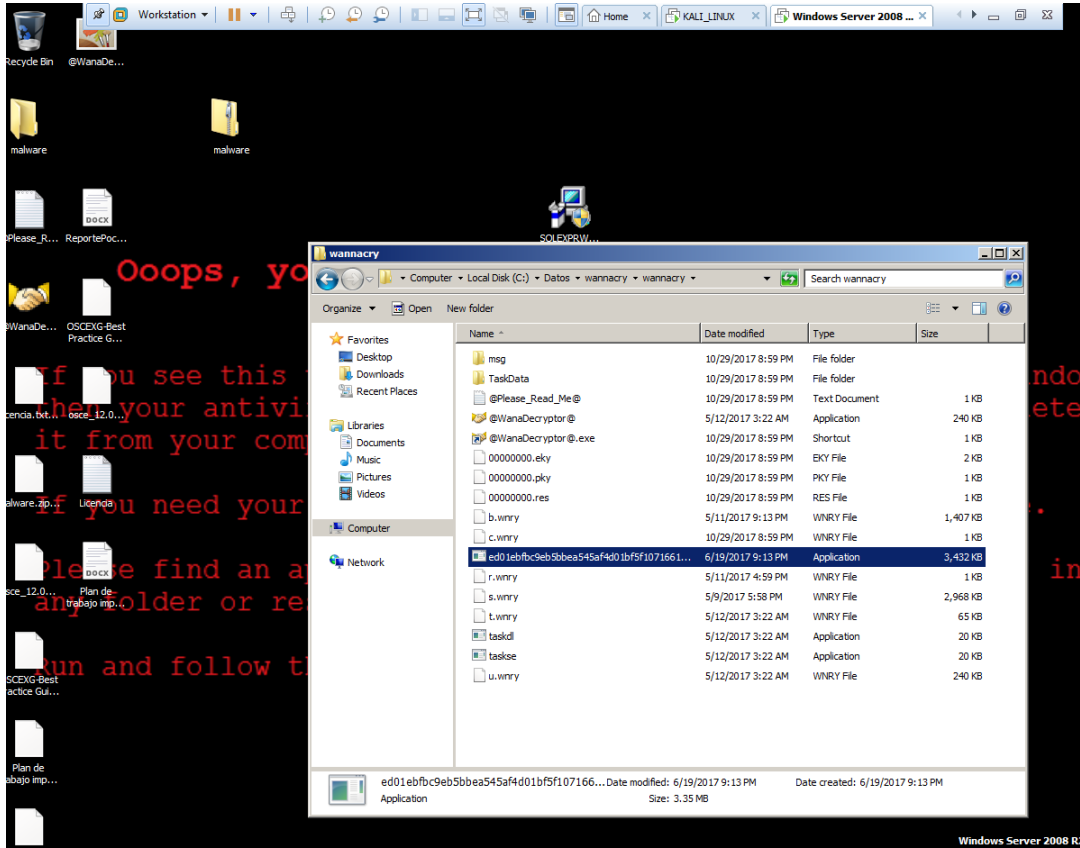 Workstation
Home
KALI_LINUX
Windows Server 2008 ...
Recycle Bin
@WanaDe...
malware
malware
Please_R...
ReportePoc...
SOLEXPRW...
@WanaDe...
OSCEXG-Best
Practice G...
cencia.txt...
osce_12.0...
alware.zip...
Licencia
sce_12.0...
Plan de
trabajo imp...
SCEXG-Best
ractice Gui...
Plan de
abajo imp...
Ooops, yo
If you see this
then your antivi
ete
it from your com
If you need your
Please find an a
in
any folder or re
Run and follow t
wannacry
Computer
Local Disk (C:)
Datos
wannacry
wannacry
Search wannacry
Organize
Open
New folder
Favorites
Desktop
Downloads
Recent Places
Libraries
Documents
Music
Pictures
Videos
Computer
Network
Name Date modified Type Size
msg 10/29/2017 8:59 PM File folder
TaskData 10/29/2017 8:59 PM File folder
@Please_Read_Me@ 10/29/2017 8:59 PM Text Document 1 KB
@WanaDecryptor@ 5/12/2017 3:22 AM Application 240 KB
@WanaDecryptor@.exe 10/29/2017 8:59 PM Shortcut 1 KB
00000000.eky 10/29/2017 8:59 PM EKY File 2 KB
00000000.pky 10/29/2017 8:59 PM PKY File 1 KB
00000000.res 10/29/2017 8:59 PM RES File 1 KB
b.wnry 5/11/2017 9:13 PM WNRY File 1,407 KB
c.wnry 10/29/2017 8:59 PM WNRY File 1 KB
ed01ebfbc9eb5bbea545af4d01bf5f1071661... 6/19/2017 9:13 PM Application 3,432 KB
r.wnry 5/11/2017 4:59 PM WNRY File 1 KB
s.wnry 5/9/2017 5:58 PM WNRY File 2,968 KB
t.wnry 5/12/2017 3:22 AM WNRY File 65 KB
taskdl 5/12/2017 3:22 AM Application 20 KB
taskse 5/12/2017 3:22 AM Application 20 KB
u.wnry 5/12/2017 3:22 AM WNRY File 240 KB
ed01ebfbc9eb5bbea545af4d01bf5f107166... Date modified: 6/19/2017 9:13 PM Date created: 6/19/2017 9:13 PM
Application Size: 3.35 MB
Windows Server 2008 R